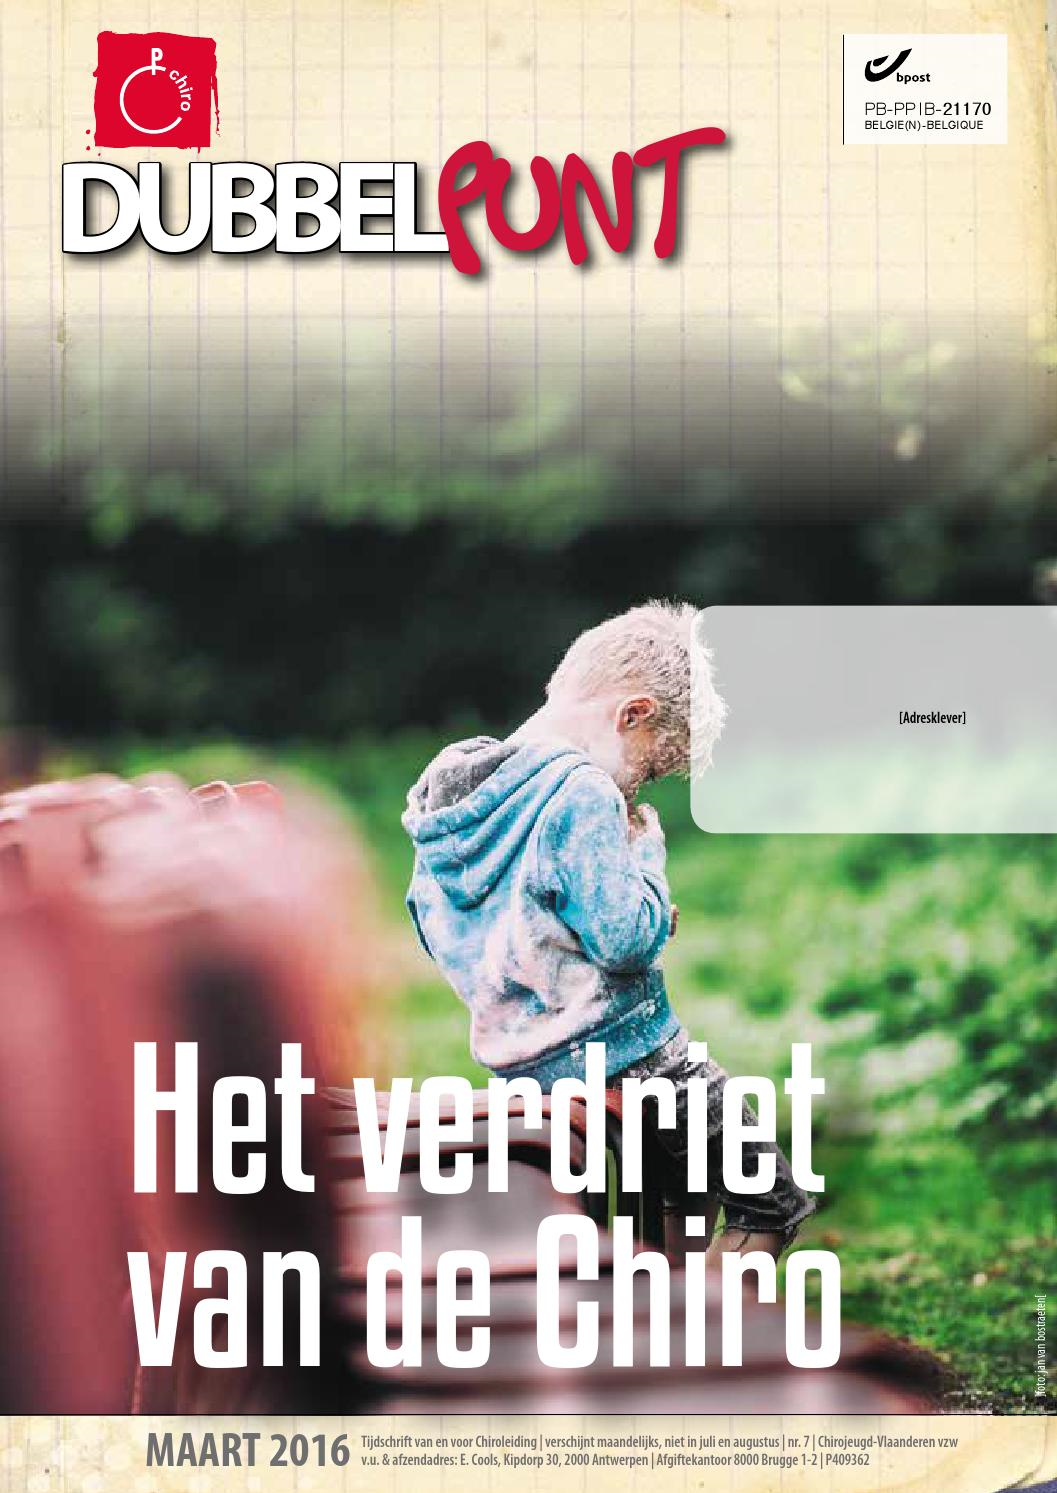 P chiro
bpost
PB-PP|B-21170
BELGIE(N)-BELGIQUE
DUBBELPUNT
[Adresklever]
Het verdriet
van de Chiro
]foto: jan van bostraeten[
MAART 2016
Tijdschrift van en voor Chiroleiding | verschijnt maandelijks, niet in juli en augustus | nr. 7 | Chirojeugd-Vlaanderen vzw
v.u. & afzendadres: E. Cools, Kipdorp 30, 2000 Antwerpen | Afgiftekantoor 8000 Brugge 1-2 | P409362